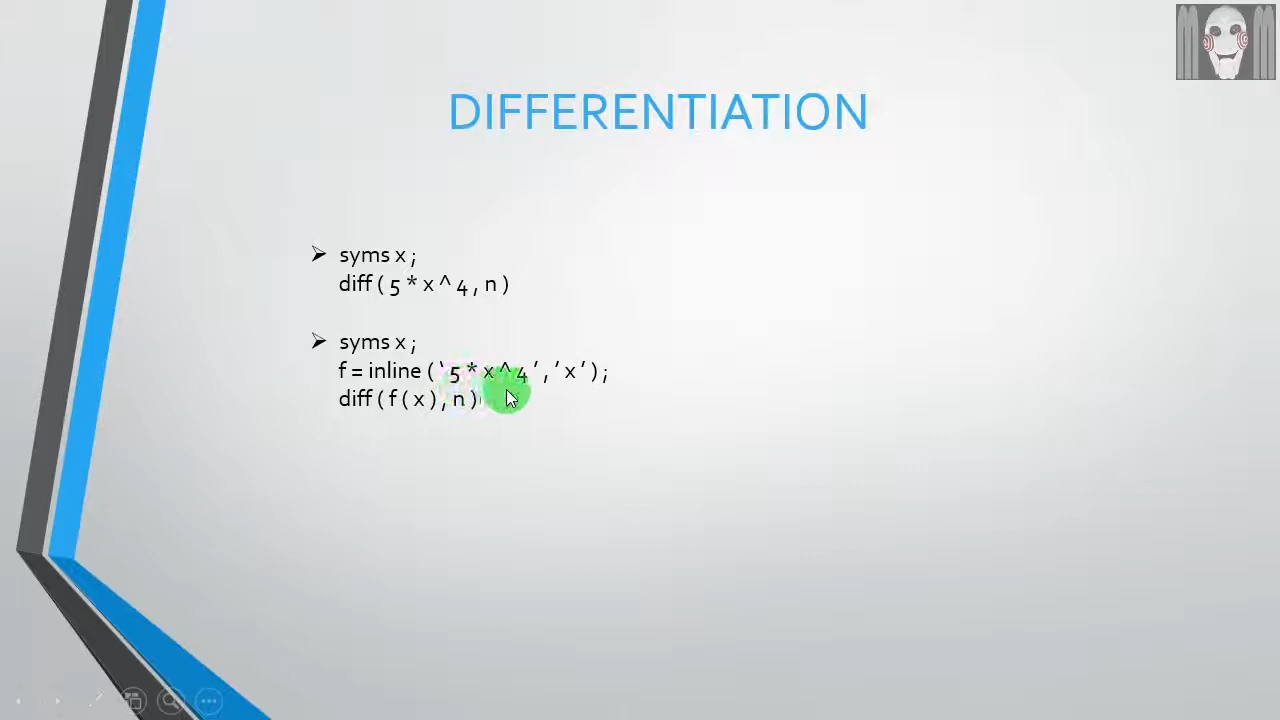 DIFFERENTIATION
➢ syms x ;
diff ( 5 * x ^ 4 , n )
➢ syms x ;
f = inline ( ‘ 5 * x ^ 4 ’ , ’ x ’ ) ;
diff ( f ( x ) , n )